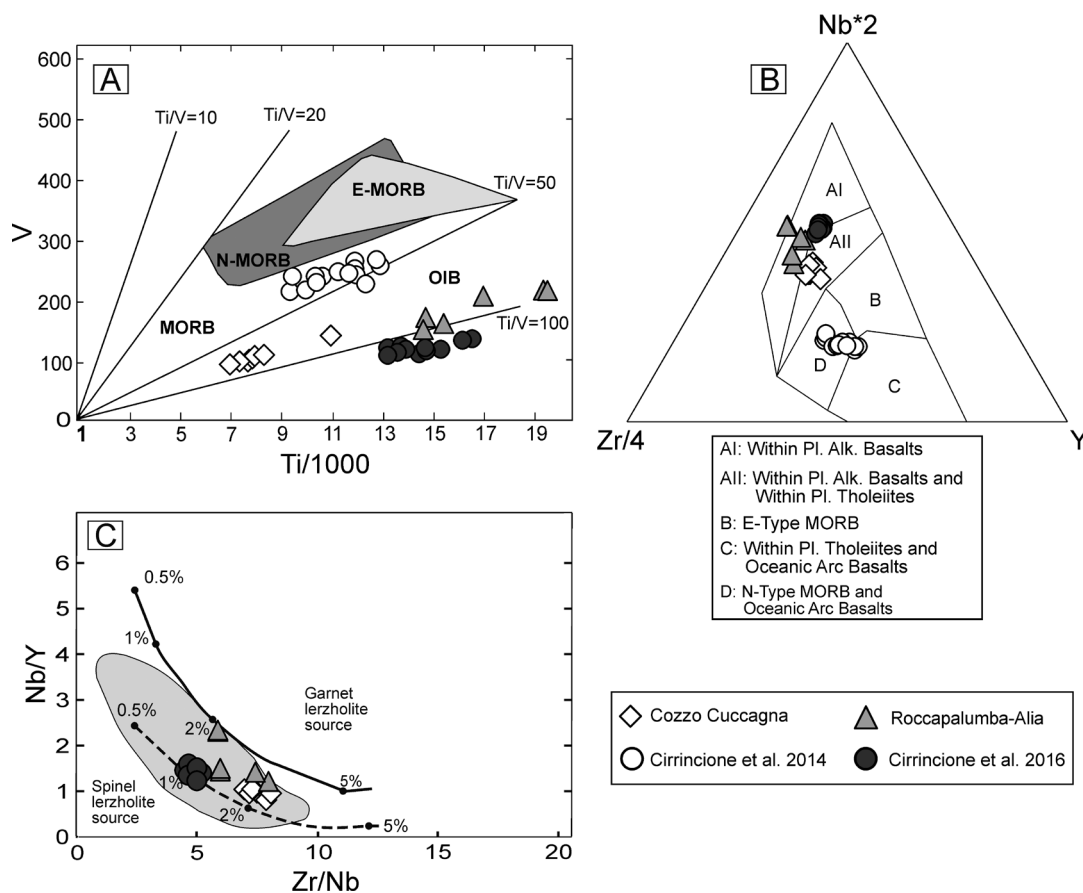 A
600
500
400
300
200
100
0
V
Ti/V=10
Ti/V=20
Ti/V=50
Ti/V=100
E-MORB
N-MORB
MORB
OIB
1
3
5
7
9
11
13
15
17
19
Ti/1000
B
Nb*2
AI
AII
B
D
C
Zr/4
Y
AI: Within Pl. Alk. Basalts
AII: Within Pl. Alk. Basalts and
Within Pl. Tholeiites
B: E-Type MORB
C: Within Pl. Tholeiites and
Oceanic Arc Basalts
D: N-Type MORB and
Oceanic Arc Basalts
C
6
5
4
3
2
1
0
Nb/Y
0.5%
1%
2%
5%
Garnet
lerzholite
source
0.5%
1%
2%
5%
Spinel
lerzholite
source
0
5
10
15
20
Zr/Nb
Cozzo Cuccagna
Roccapalumba-Alia
Cirrincione et al. 2014
Cirrincione et al. 2016